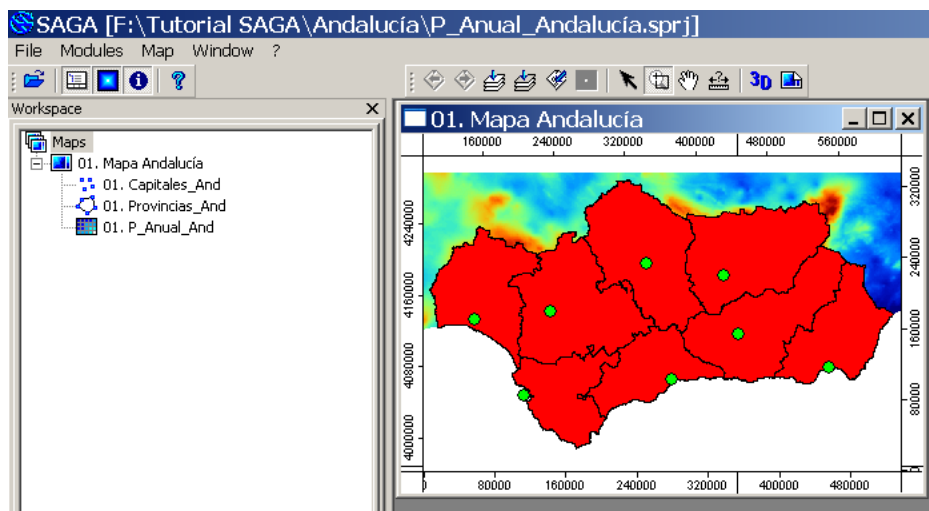 SAGA [F:\Tutorial SAGA\Andalucía\P_Anual_Andalucía.sprj]
File Modules Map Window ?
3D
Workspace X
Maps
01. Mapa Andalucía
01. Capitales_And
01. Provincias_And
01. P_Anual_And
01. Mapa Andalucía
160000 240000 320000 400000 480000 560000
4240000
4160000
4080000
4000000
320000
240000
160000
80000
0
80000 160000 240000 320000 400000 480000